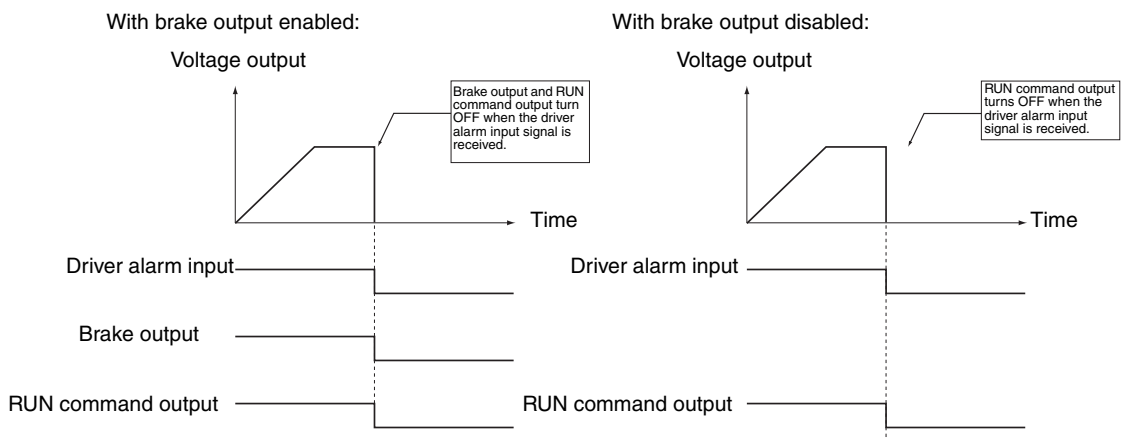 With brake output enabled:
Voltage output
Brake output and RUN
command output turn
OFF when the driver
alarm input signal is
received.
Time
Driver alarm input
Brake output
RUN command output
With brake output disabled:
Voltage output
RUN command output
turns OFF when the
driver alarm input
signal is received.
Time
Driver alarm input
RUN command output